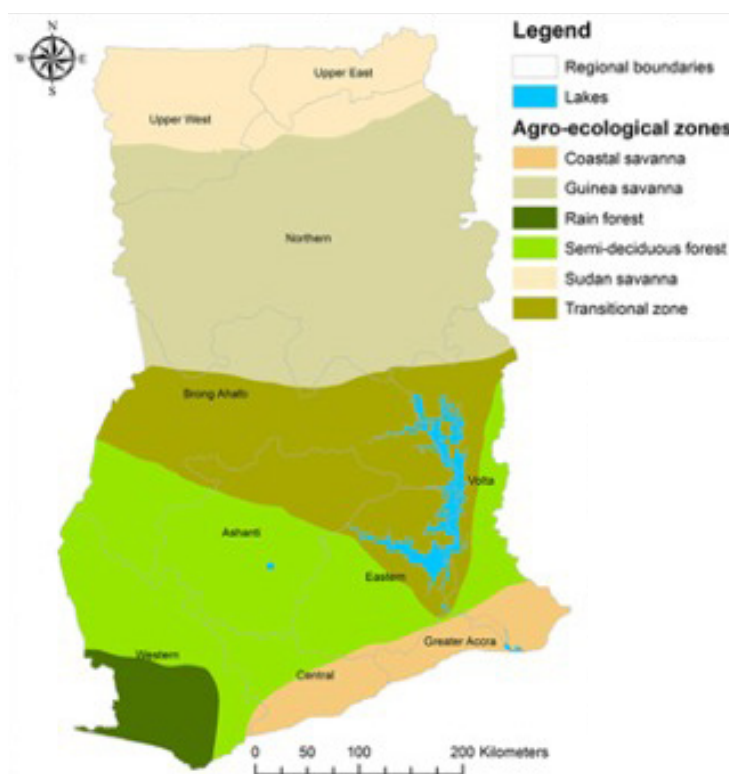 N
W E
S
Legend
Regional boundaries
Lakes
Agro-ecological zones
Coastal savanna
Guinea savanna
Rain forest
Semi-deciduous forest
Sudan savanna
Transitional zone
Upper East
Upper West
Northern
Brong Ahafo
Volta
Ashanti
Eastern
Greater Accra
Western
Central
0 50 100 200 Kilometers